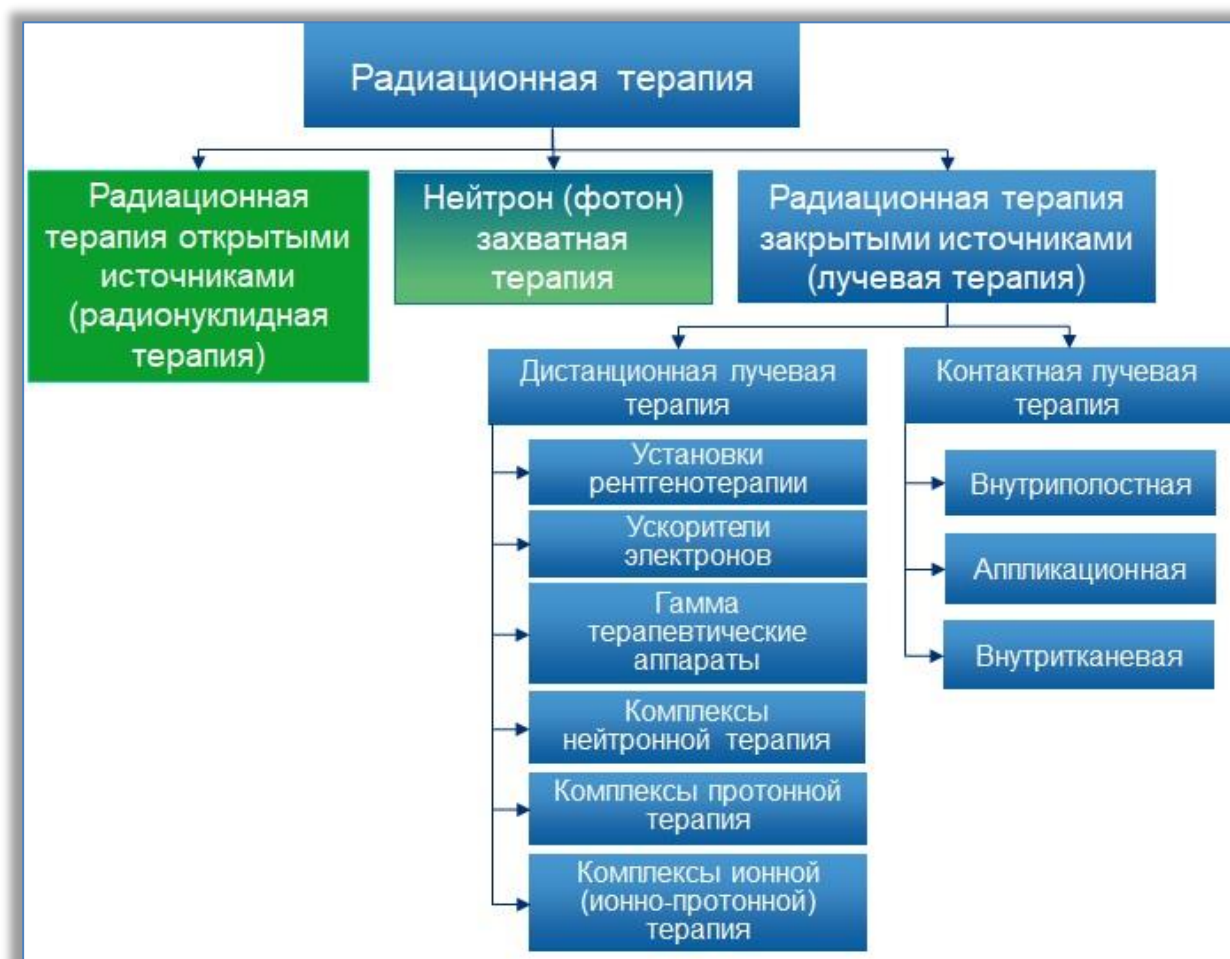 Радиационная терапия
Радиационная
терапия открытыми
источниками
(радионуклидная
терапия)
Нейтрон (фотон)
захватная
терапия
Радиационная терапия
закрытыми источниками
(лучевая терапия)
Дистанционная лучевая
терапия
Установки
рентгенотерапии
Ускорители
электронов
Гамма
терапевтические
аппараты
Комплексы
нейтронной терапия
Комплексы протонной
терапия
Комплексы ионной
(ионно-протонной)
терапия
Контактная лучевая
терапия
Внутриполостная
Аппликационная
Внутритканевая